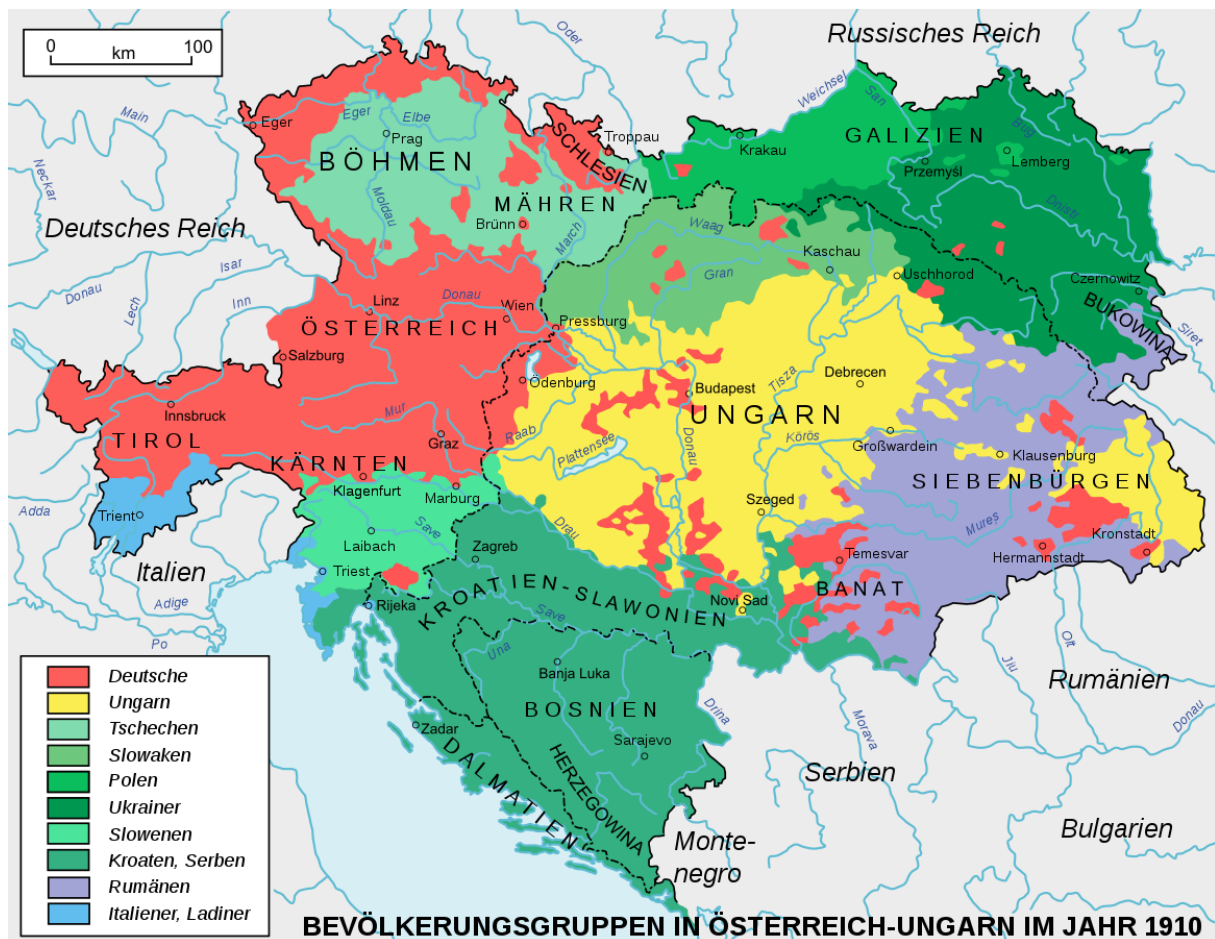 0 100
km
Russisches Reich
Oder
Weichsel
San
Bug
Main
Eger
Eger
Elbe
Prag
BÖHMEN
Moldau
SCHLESIEN
Troppau
Krakau
GALIZIEN
Przemyśl
Lemberg
Dnistr
Neckar
Deutsches Reich
MÄHREN
Brünn
March
Waag
Gran
Kaschau
Uschhorod
Czernowitz
BUKOWINA
Siret
Donau
Lech
Isar
Inn
Linz
Donau
Wien
Pressburg
ÖSTERREICH
Salzburg
Ödenburg
Budapest
Tisza
Debrecen
UNGARN
Innsbruck
TIROL
Mur
Graz
Raab
Plattensee
Donau
Körös
Großwardein
Klausenburg
KÄRNTEN
Klagenfurt
Marburg
SIEBENBÜRGEN
Adda
Trient
Laibach
Save
Drau
Szeged
Mureș
Zagreb
Temesvar
Hermannstadt
Kronstadt
Italien
Triest
Adige
Po
Rijeka
KROATIEN-SLAWONIEN
Save
Novi Sad
BANAT
Una
Banja Luka
BOSNIEN
Drina
Jiu
Olt
Rumänien
Donau
Zadar
Sarajevo
Morava
DALMATIEN
HERZEGOWINA
Serbien
Monte-
negro
Bulgarien
Deutsche
Ungarn
Tschechen
Slowaken
Polen
Ukrainer
Slowenen
Kroaten, Serben
Rumänen
Italiener, Ladiner
BEVÖLKERUNGSGRUPPEN IN ÖSTERREICH-UNGARN IM JAHR 1910